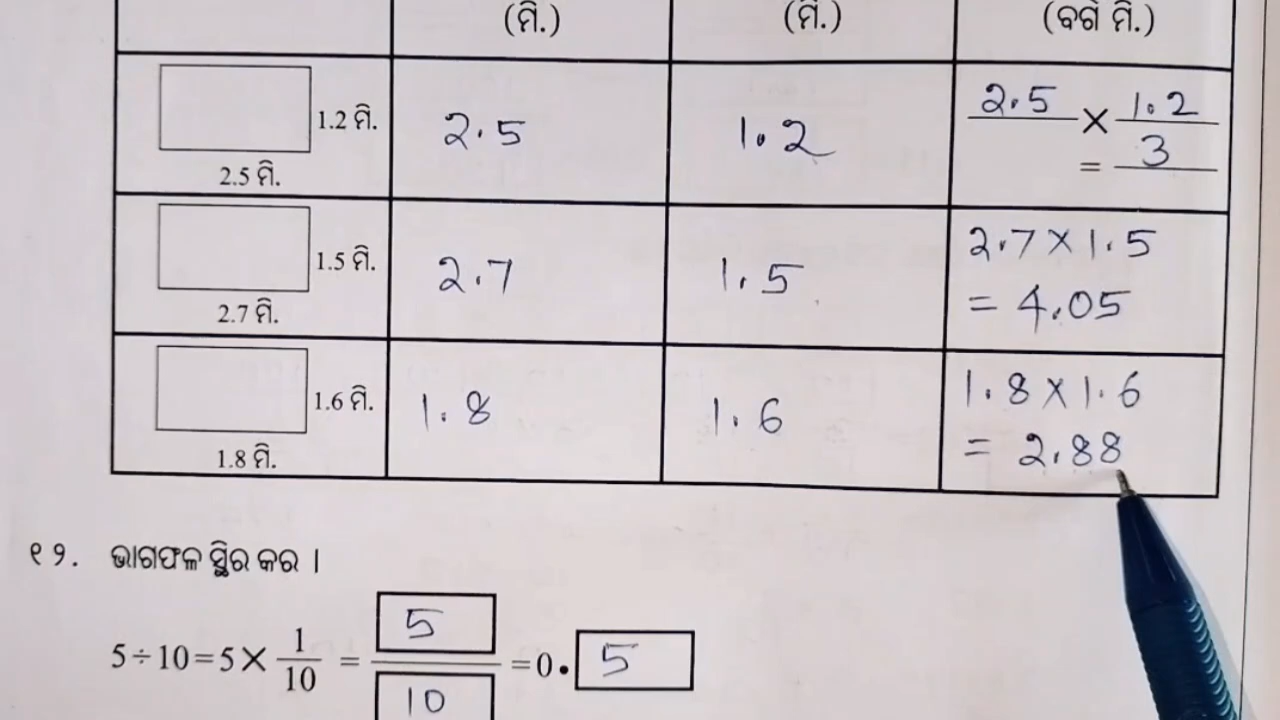 (ମି.) (ମି.) (ବର୍ଗ ମି.)
1.2 ମି. 2.5 1.2 2.5 × 1.2
2.5 ମି. = 3
1.5 ମି. 2.7 1.5 2.7 × 1.5
2.7 ମି. = 4.05
1.6 ମି. 1.8 1.6 1.8 × 1.6
1.8 ମି. = 2.88
୧୨. ଭାଗଫଳ ସ୍ଥିର କର ।
5 ÷ 10 = 5 × 1/10 = 5/10 = 0.5